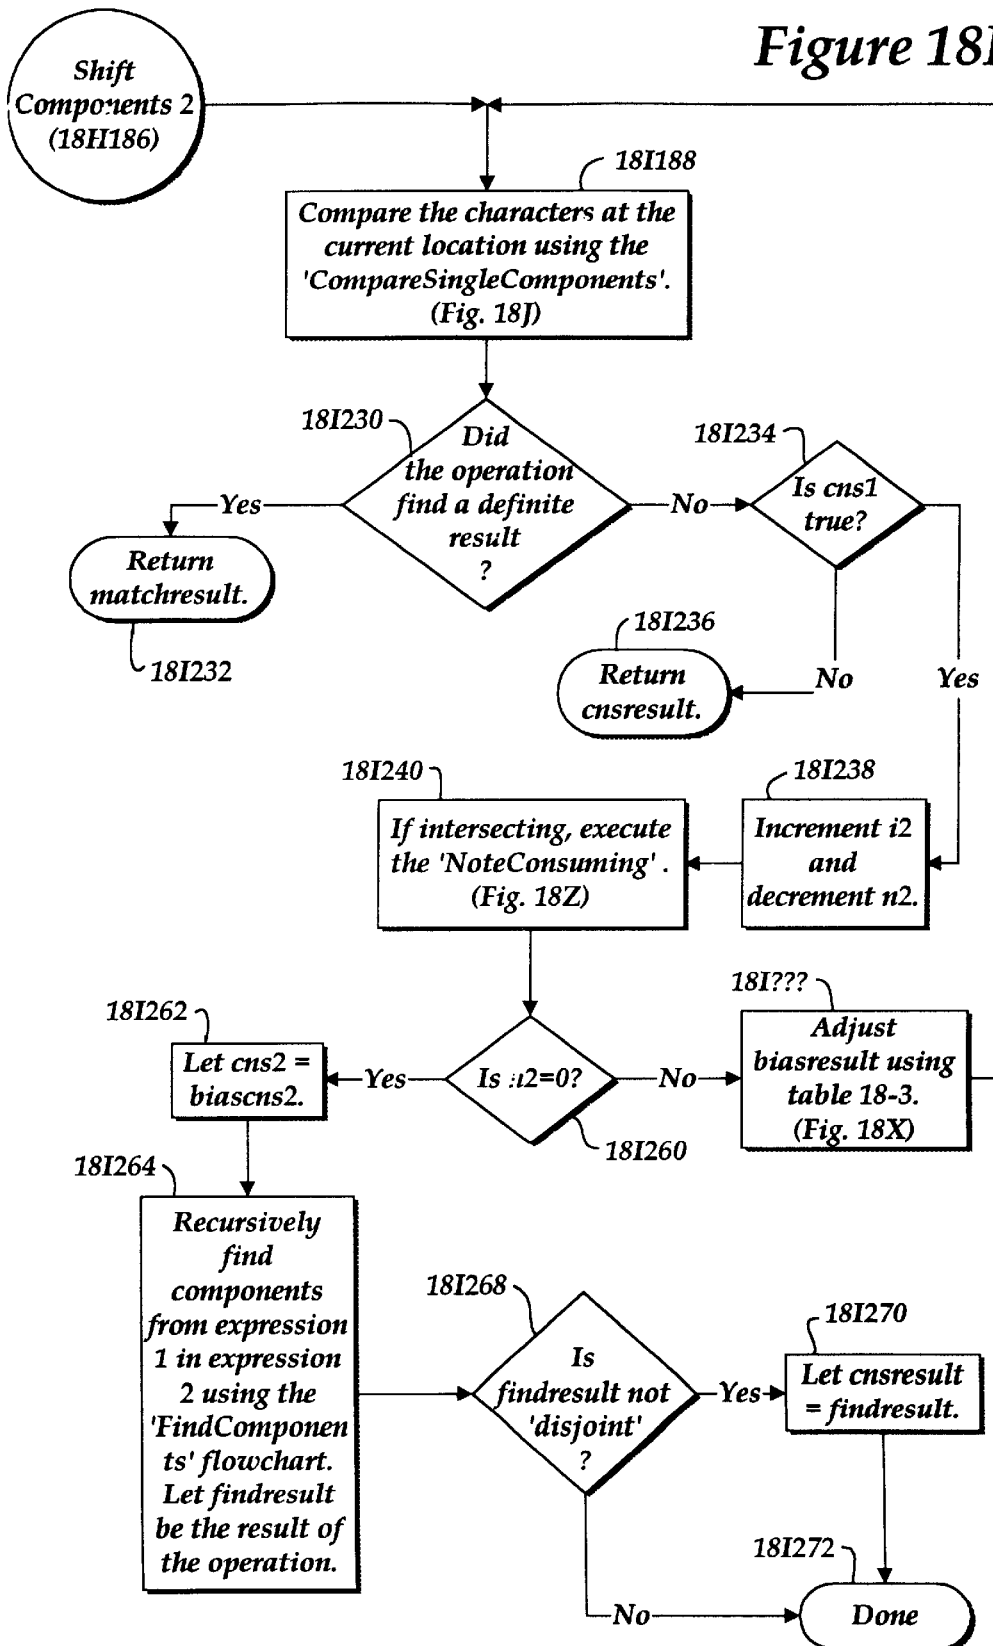 Figure 18I
Shift
Components 2
(18H186)
18I188
Compare the characters at the
current location using the
'CompareSingleComponents'.
(Fig. 18J)
18I230
Did
the operation
find a definite
result
?
Yes
No
18I234
Is cns1
true?
Return
matchresult.
18I232
18I236
Return
cnsresult.
No
Yes
18I240
If intersecting, execute
the 'NoteConsuming' .
(Fig. 18Z)
18I238
Increment i2
and
decrement n2.
18I262
Let cns2 =
biascns2.
Yes
Is n2=0?
No
18I260
18I???
Adjust
biasresult using
table 18-3.
(Fig. 18X)
18I264
Recursively
find
components
from expression
1 in expression
2 using the
'FindComponen
ts' flowchart.
Let findresult
be the result of
the operation.
18I268
Is
findresult not
'disjoint'
?
Yes
18I270
Let cnsresult
= findresult.
No
18I272
Done